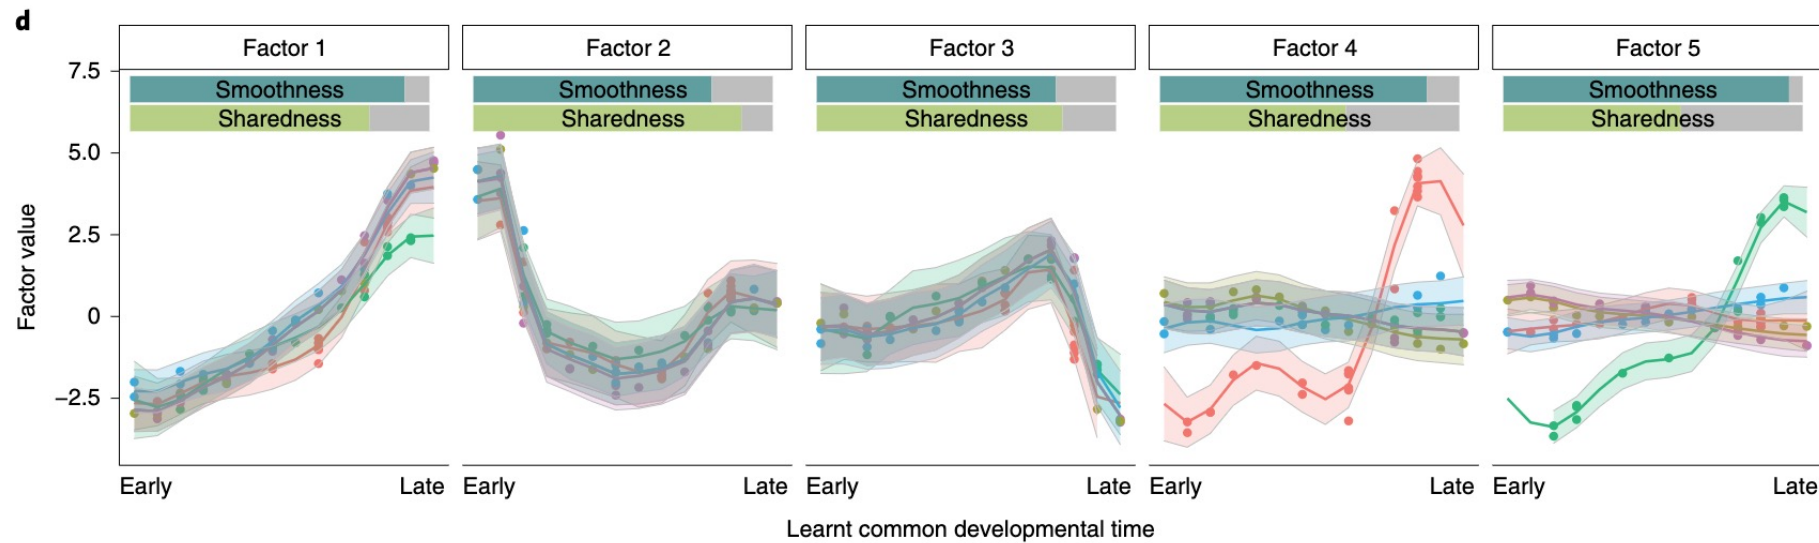 d
Factor 1
Factor 2
Factor 3
Factor 4
Factor 5
7.5
Smoothness
Smoothness
Smoothness
Smoothness
Smoothness
Sharedness
Sharedness
Sharedness
Sharedness
Sharedness
5.0
2.5
0
−2.5
Factor value
Early Late
Early Late
Early Late
Early Late
Early Late
Learnt common developmental time